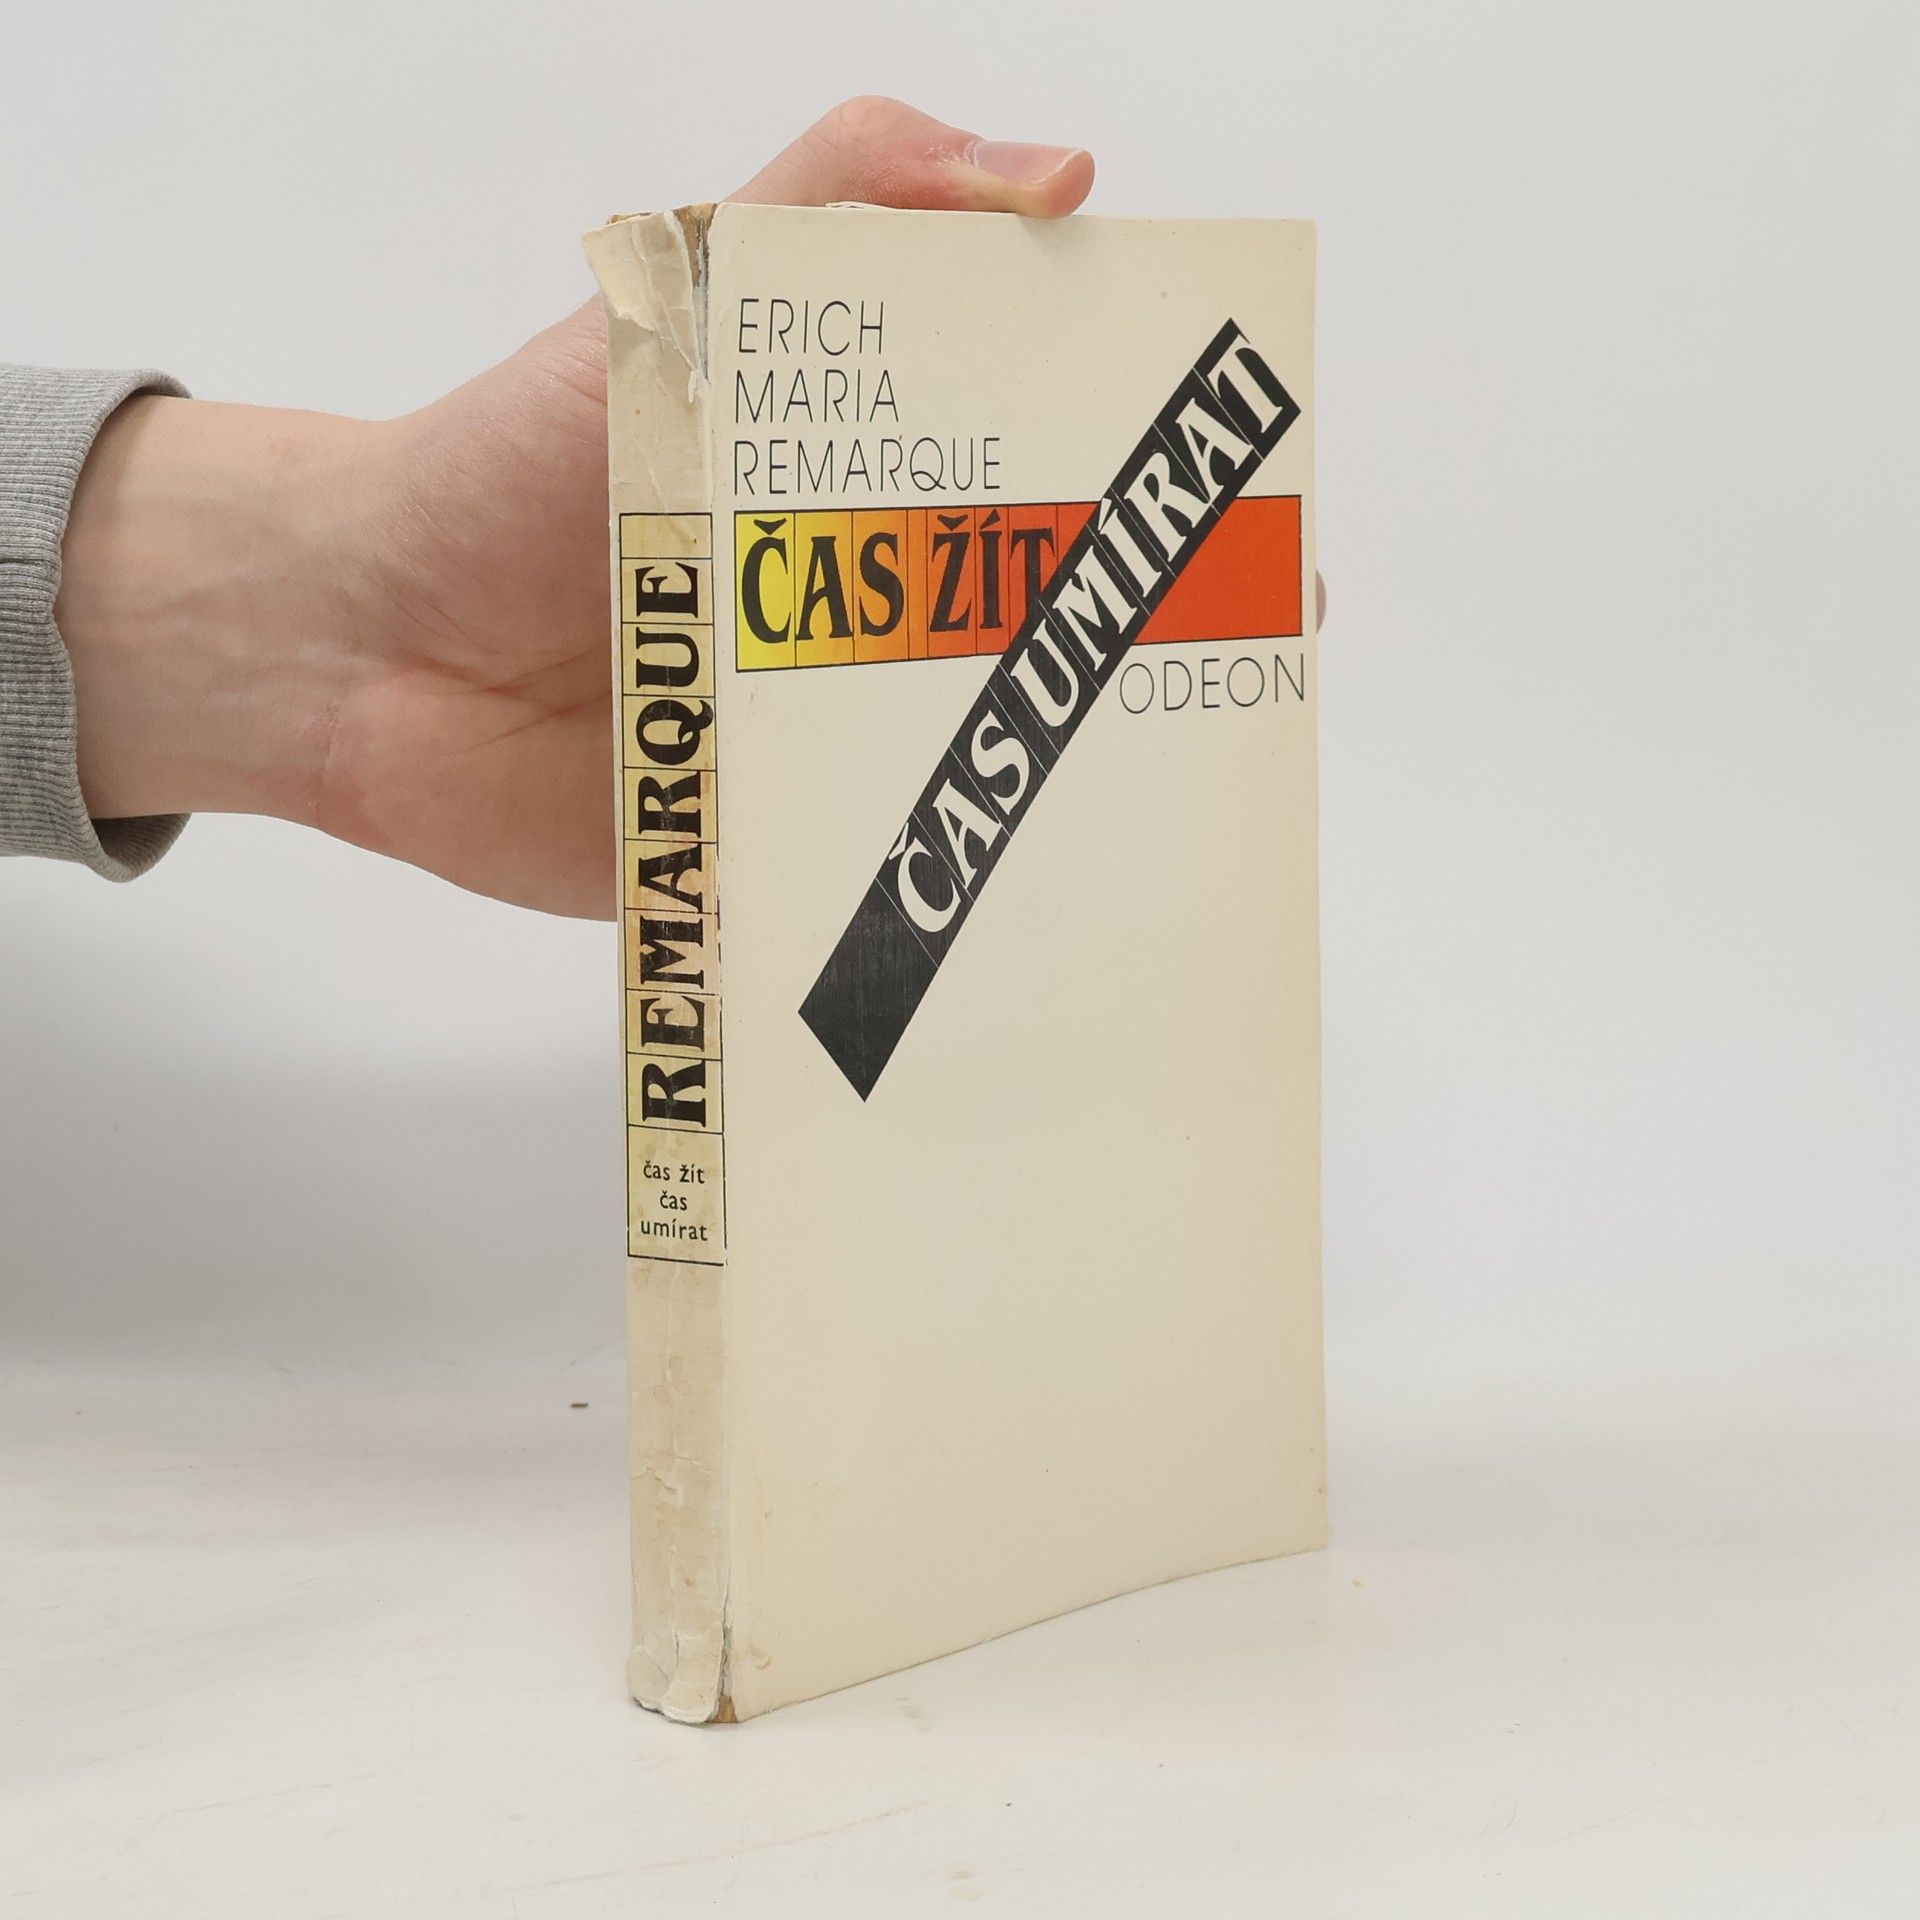 ERICH
MARIA
REMARQUE
ČAS ŽÍT
ČAS UMÍRAT
ODEON
REMARQUE
čas žít
čas
umírat